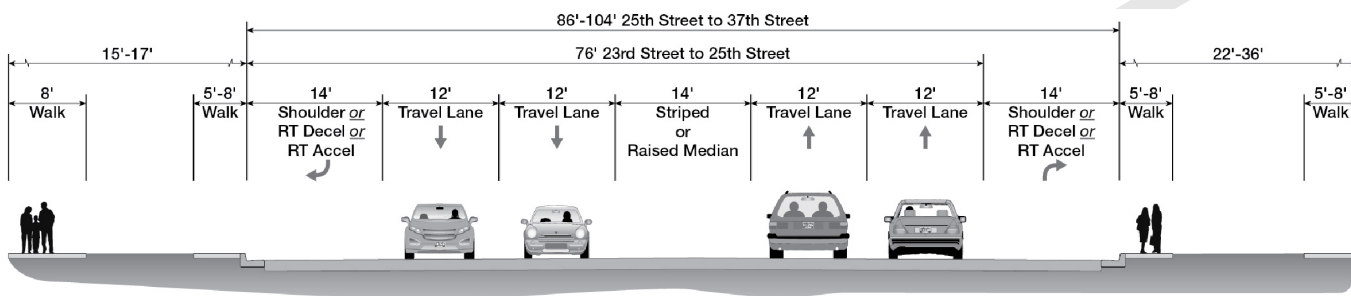 86'-104' 25th Street to 37th Street
15'-17'
76' 23rd Street to 25th Street
22'-36'
8'
Walk
5'-8'
Walk
14'
Shoulder or
RT Decel or
RT Accel
12'
Travel Lane
12'
Travel Lane
14'
Striped
or
Raised Median
12'
Travel Lane
12'
Travel Lane
14'
Shoulder or
RT Decel or
RT Accel
5'-8'
Walk
5'-8'
Walk